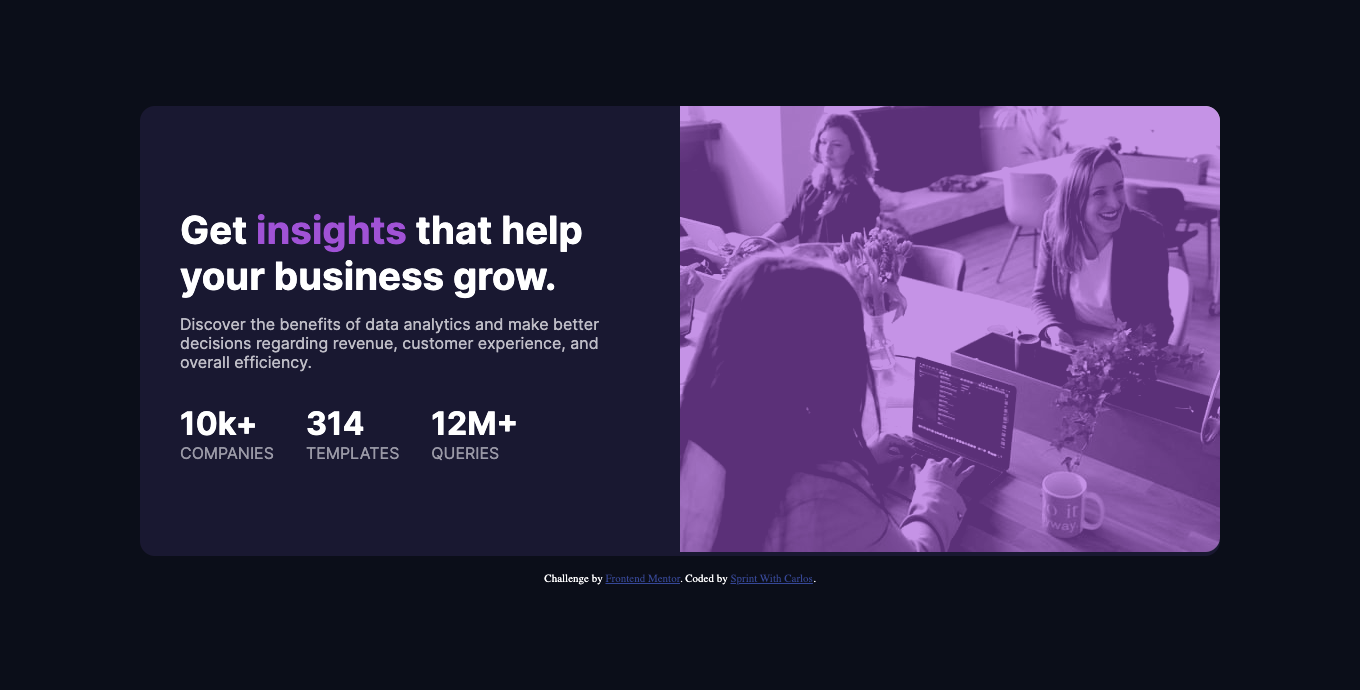 Get insights that help
your business grow.
Discover the benefits of data analytics and make better
decisions regarding revenue, customer experience, and
overall efficiency.
10k+ 314 12M+
COMPANIES TEMPLATES QUERIES
Challenge by Frontend Mentor. Coded by Sprint With Carlos.